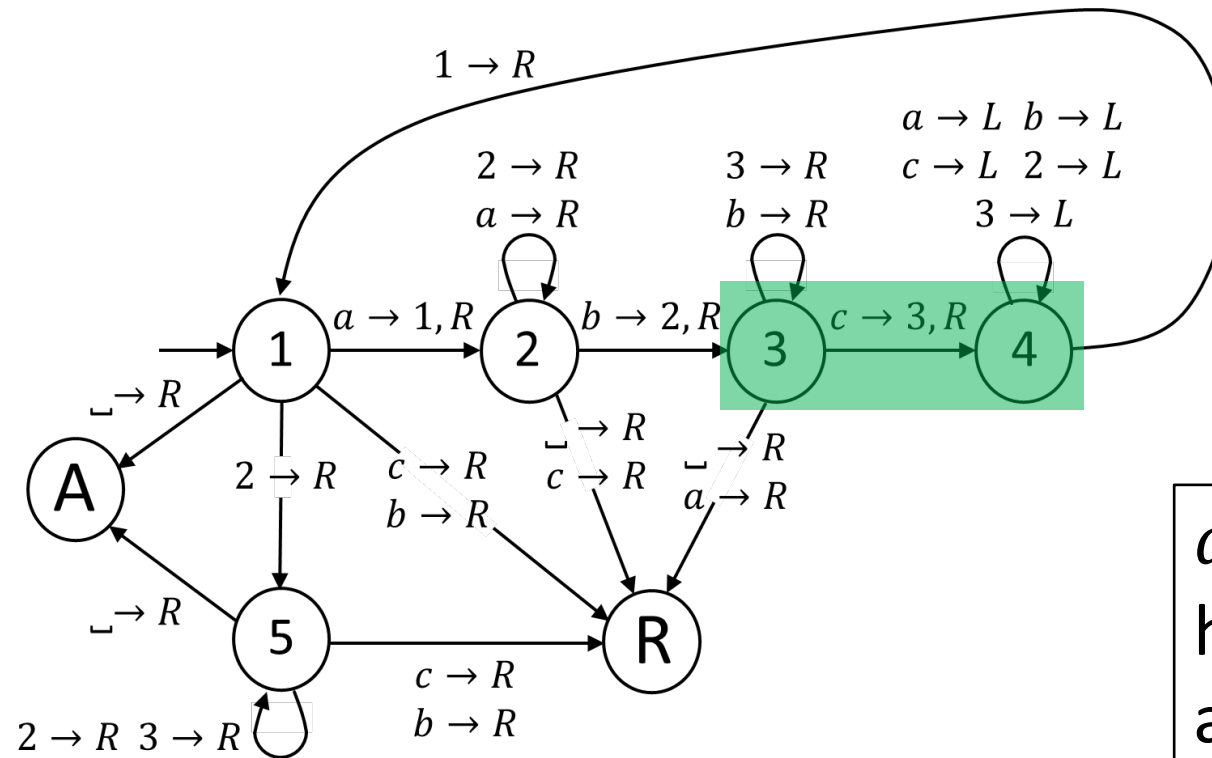 1 → R
a → L b → L
2 → R
3 → R
c → L 2 → L
a → R
b → R
3 → L
a → 1, R
b → 2, R
c → 3, R
1
2
3
4
␣ → R
␣ → R
c → R
␣ → R
2 → R
c → R
a → R
b → R
A
␣ → R
5
R
c → R
2 → R 3 → R
b → R